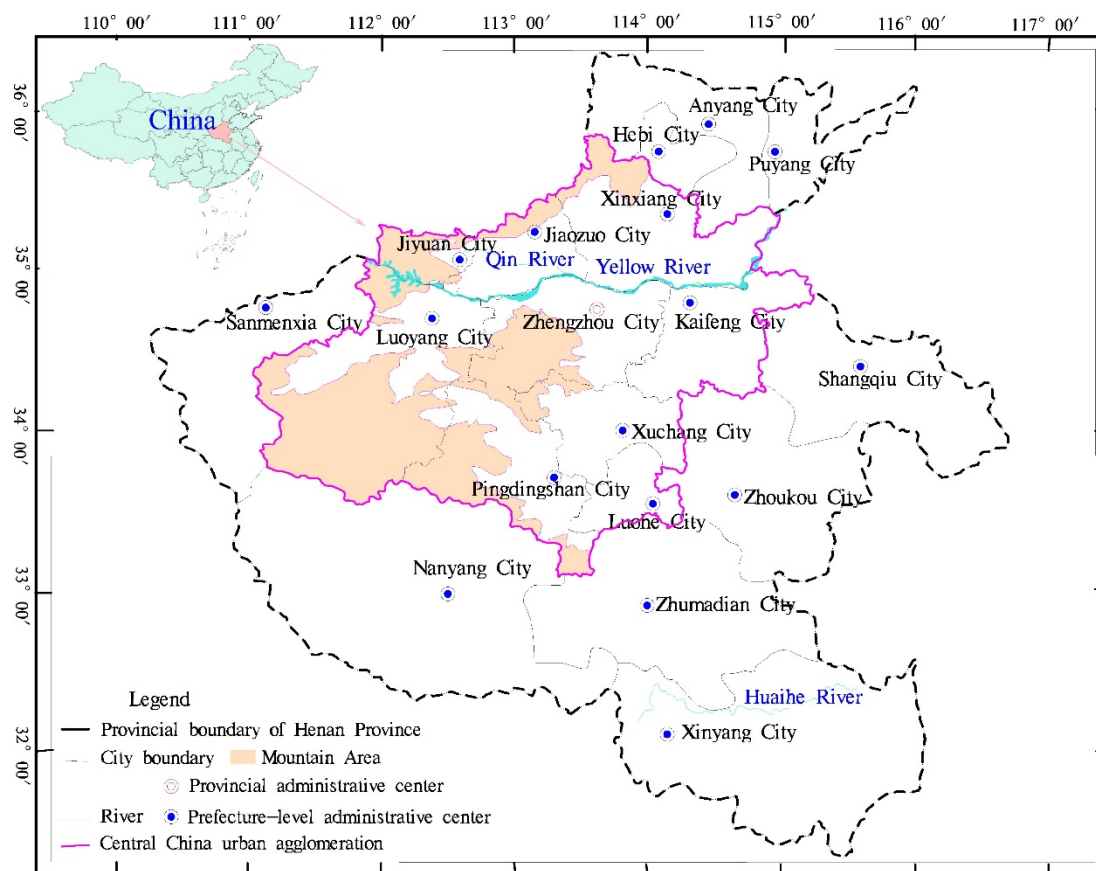 110° 00′ 111° 00′ 112° 00′ 113° 00′ 114° 00′ 115° 00′ 116° 00′ 117° 00′
36° 00′
35° 00′
34° 00′
33° 00′
32° 00′
China
Anyang City
Hebi City
Puyang City
Xinxiang City
Jiaozuo City
Jiyuan City
Qin River
Yellow River
Sanmenxia City
Luoyang City
Zhengzhou City
Kaifeng City
Shangqiu City
Xuchang City
Pingdingshan City
Zhoukou City
Luohe City
Nanyang City
Zhumadian City
Huaihe River
Xinyang City
Legend
Provincial boundary of Henan Province
City boundary Mountain Area
Provincial administrative center
River Prefecture-level administrative center
Central China urban agglomeration